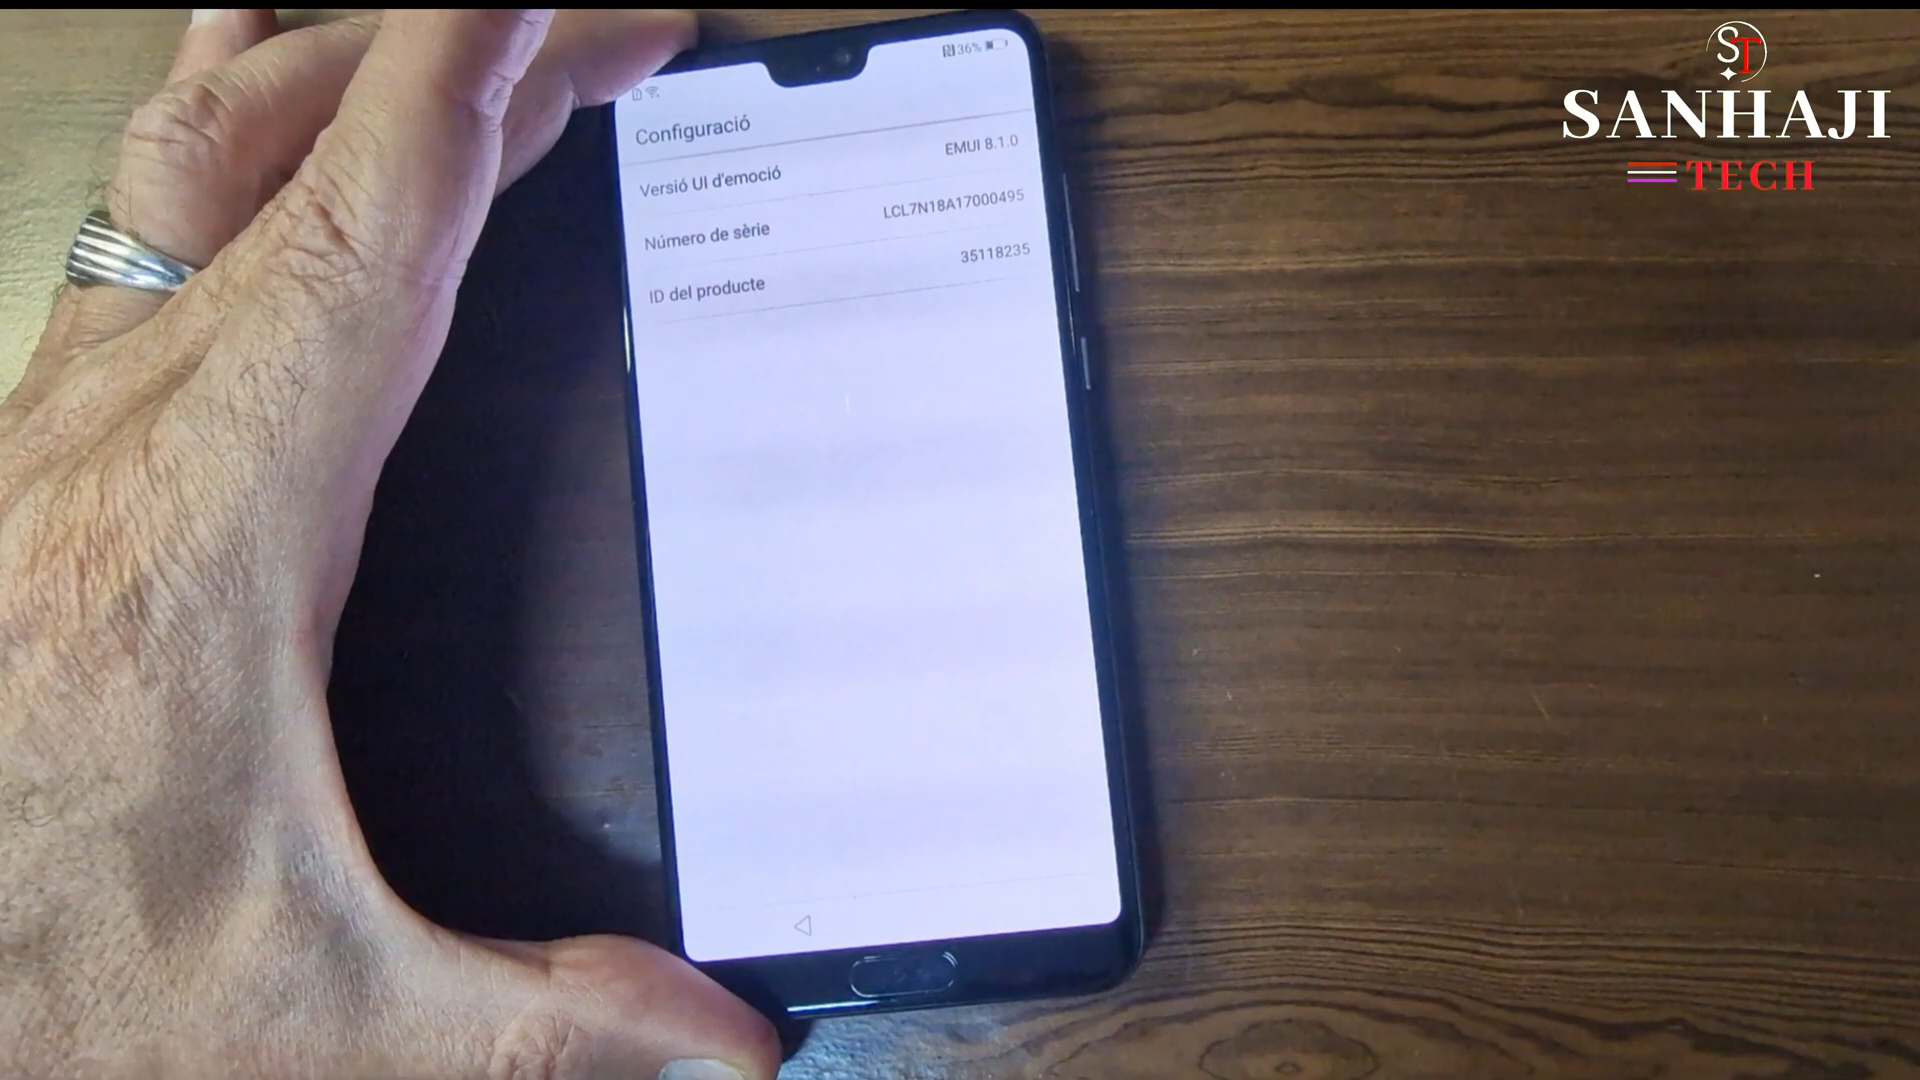 36%
Configuració
Versió UI d'emoció EMUI 8.1.0
Número de sèrie LCL7N18A17000495
ID del producte 35118235
ST
SANHAJI
TECH